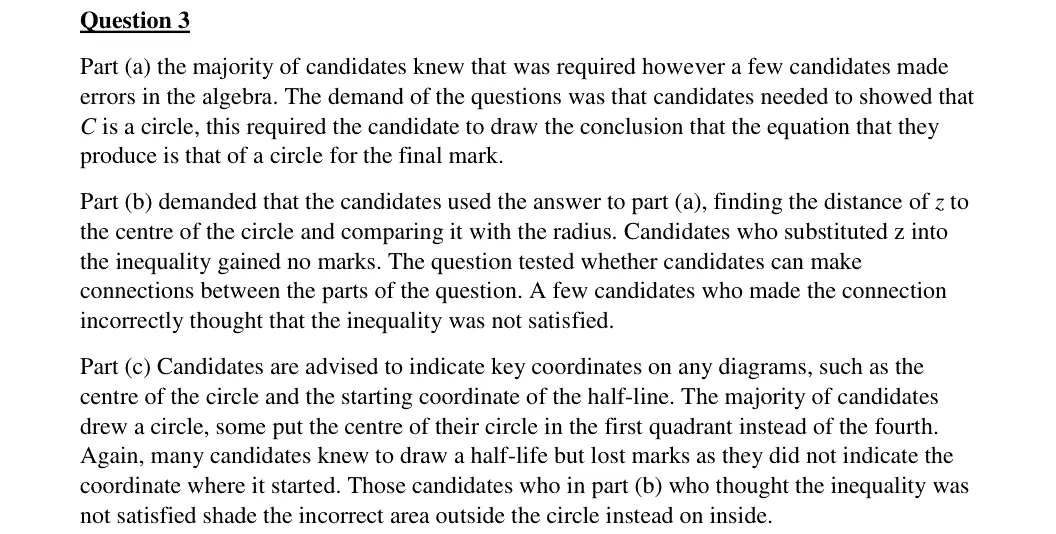 Question 3
Part (a) the majority of candidates knew that was required however a few candidates made
errors in the algebra. The demand of the questions was that candidates needed to showed that
C is a circle, this required the candidate to draw the conclusion that the equation that they
produce is that of a circle for the final mark.
Part (b) demanded that the candidates used the answer to part (a), finding the distance of z to
the centre of the circle and comparing it with the radius. Candidates who substituted z into
the inequality gained no marks. The question tested whether candidates can make
connections between the parts of the question. A few candidates who made the connection
incorrectly thought that the inequality was not satisfied.
Part (c) Candidates are advised to indicate key coordinates on any diagrams, such as the
centre of the circle and the starting coordinate of the half-line. The majority of candidates
drew a circle, some put the centre of their circle in the first quadrant instead of the fourth.
Again, many candidates knew to draw a half-life but lost marks as they did not indicate the
coordinate where it started. Those candidates who in part (b) who thought the inequality was
not satisfied shade the incorrect area outside the circle instead on inside.